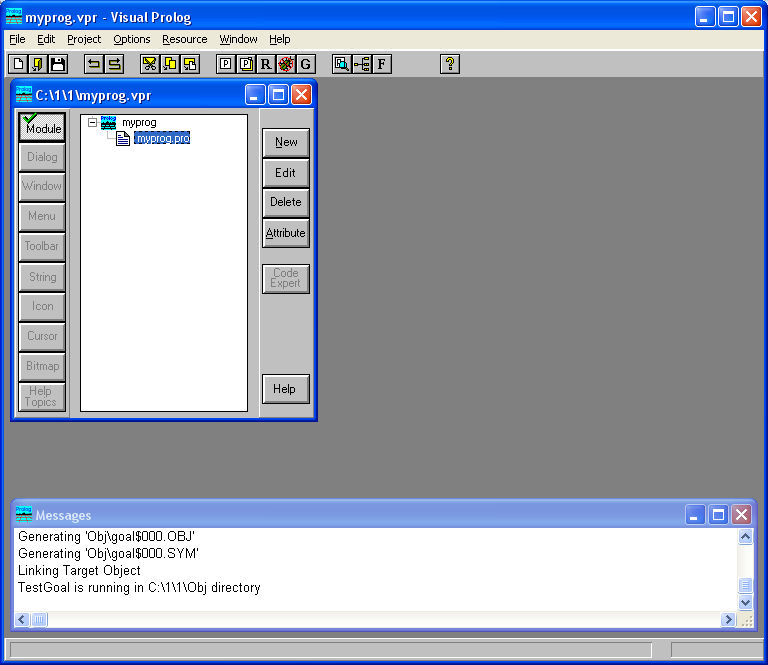 myprog.vpr - Visual Prolog
File Edit Project Options Resource Window Help
P P R G F ?
C:\1\1\myprog.vpr
Module
Dialog
Window
Menu
Toolbar
String
Icon
Cursor
Bitmap
Help
Topics
myprog
myprog.pro
New
Edit
Delete
Attribute
Code
Expert
Help
Messages
Generating 'Obj\goal$000.OBJ'
Generating 'Obj\goal$000.SYM'
Linking Target Object
TestGoal is running in C:\1\1\Obj directory